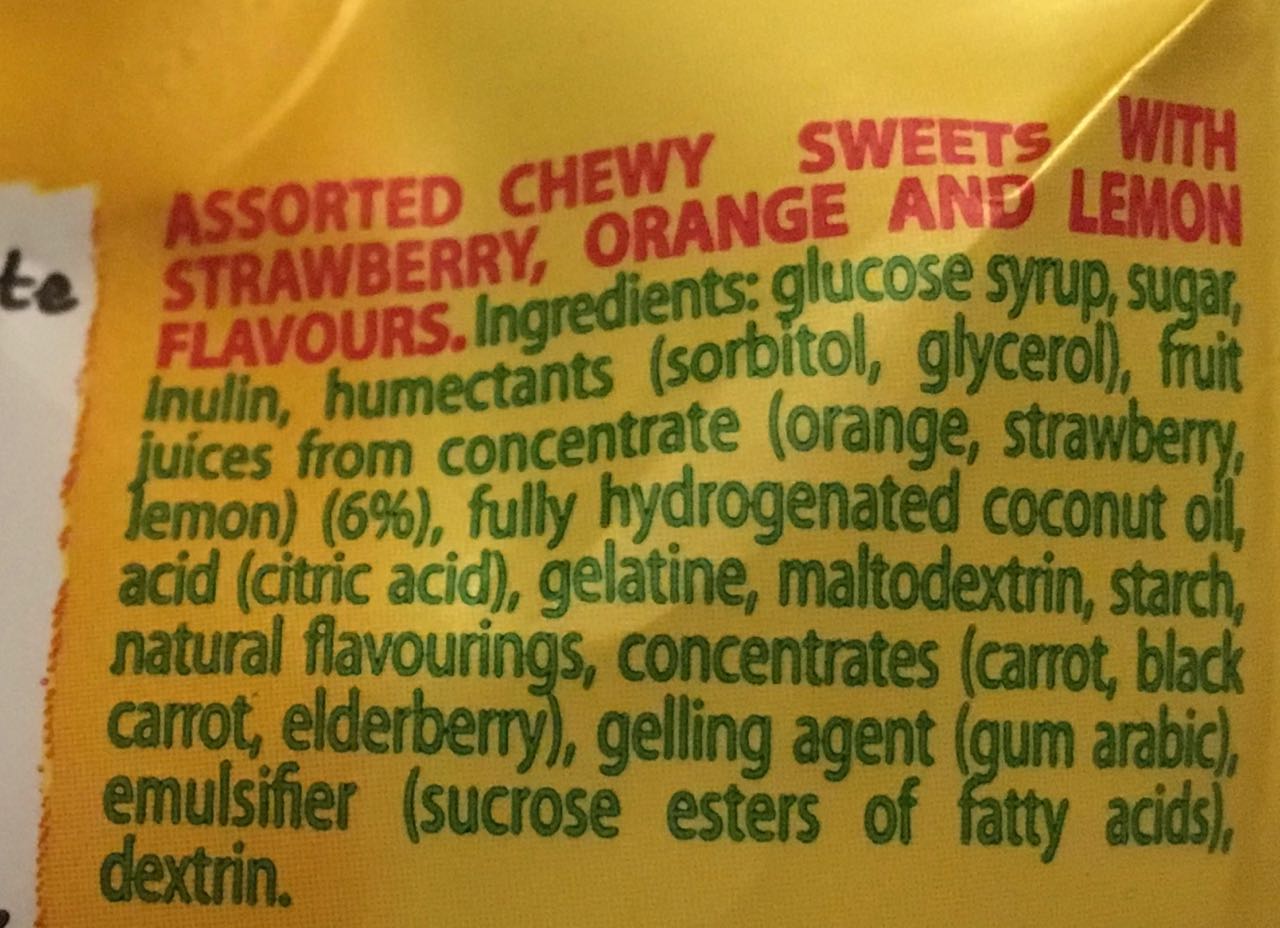 te
ASSORTED CHEWY SWEETS WITH
STRAWBERRY, ORANGE AND LEMON
FLAVOURS. Ingredients: glucose syrup, sugar,
inulin, humectants (sorbitol, glycerol), fruit
juices from concentrate (orange, strawberry,
lemon) (6%), fully hydrogenated coconut oil,
acid (citric acid), gelatine, maltodextrin, starch,
natural flavourings, concentrates (carrot, black
carrot, elderberry), gelling agent (gum arabic),
emulsifier (sucrose esters of fatty acids),
dextrin.